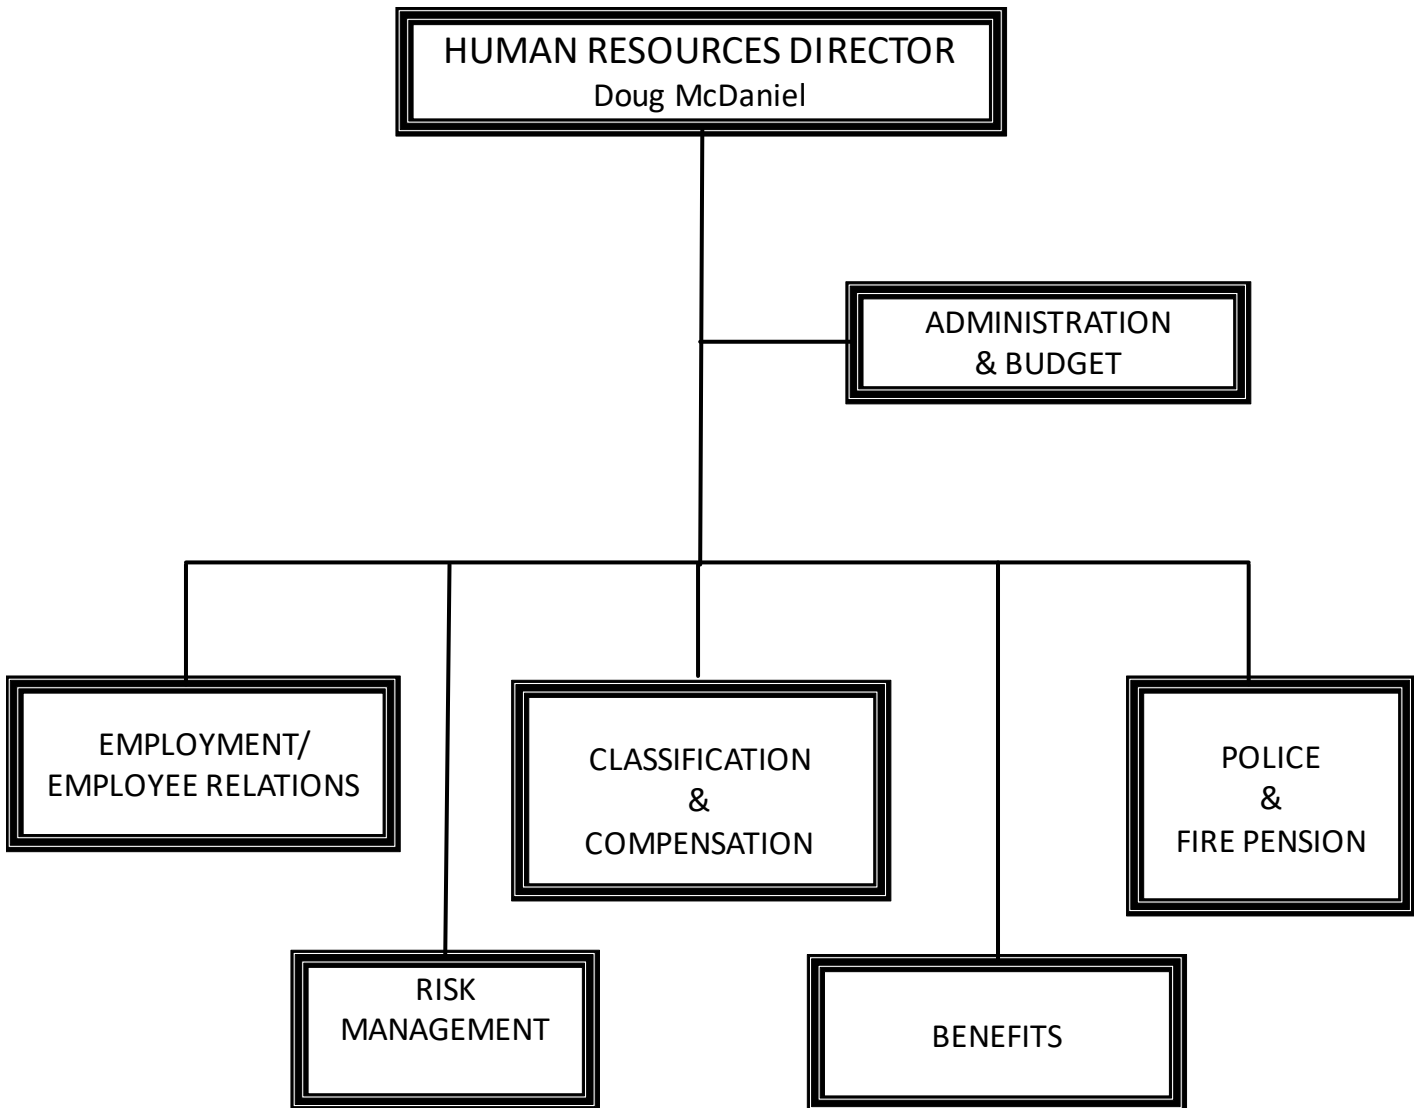 HUMAN RESOURCES DIRECTOR
Doug McDaniel
ADMINISTRATION
& BUDGET
EMPLOYMENT/
EMPLOYEE RELATIONS
CLASSIFICATION
&
COMPENSATION
POLICE
&
FIRE PENSION
RISK
MANAGEMENT
BENEFITS